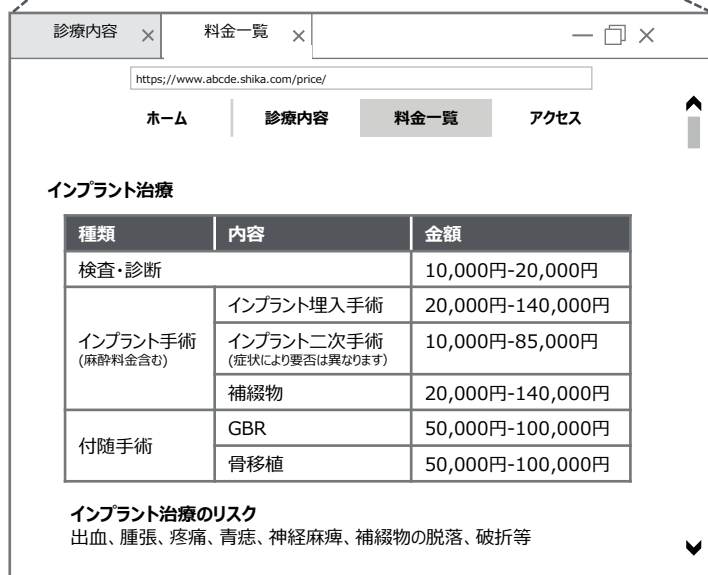 診療内容 × 料金一覧 ×
https;//www.abcde.shika.com/price/
ホーム 診療内容 料金一覧 アクセス
インプラント治療
種類 内容 金額
検査・診断 10,000円-20,000円
インプラント手術
(麻酔料金含む)
インプラント埋入手術 20,000円-140,000円
インプラント二次手術 10,000円-85,000円
(症状により要否は異なります)
補綴物 20,000円-140,000円
付随手術
GBR 50,000円-100,000円
骨移植 50,000円-100,000円
インプラント治療のリスク
出血、腫張、疼痛、青痣、神経麻痺、補綴物の脱落、破折等